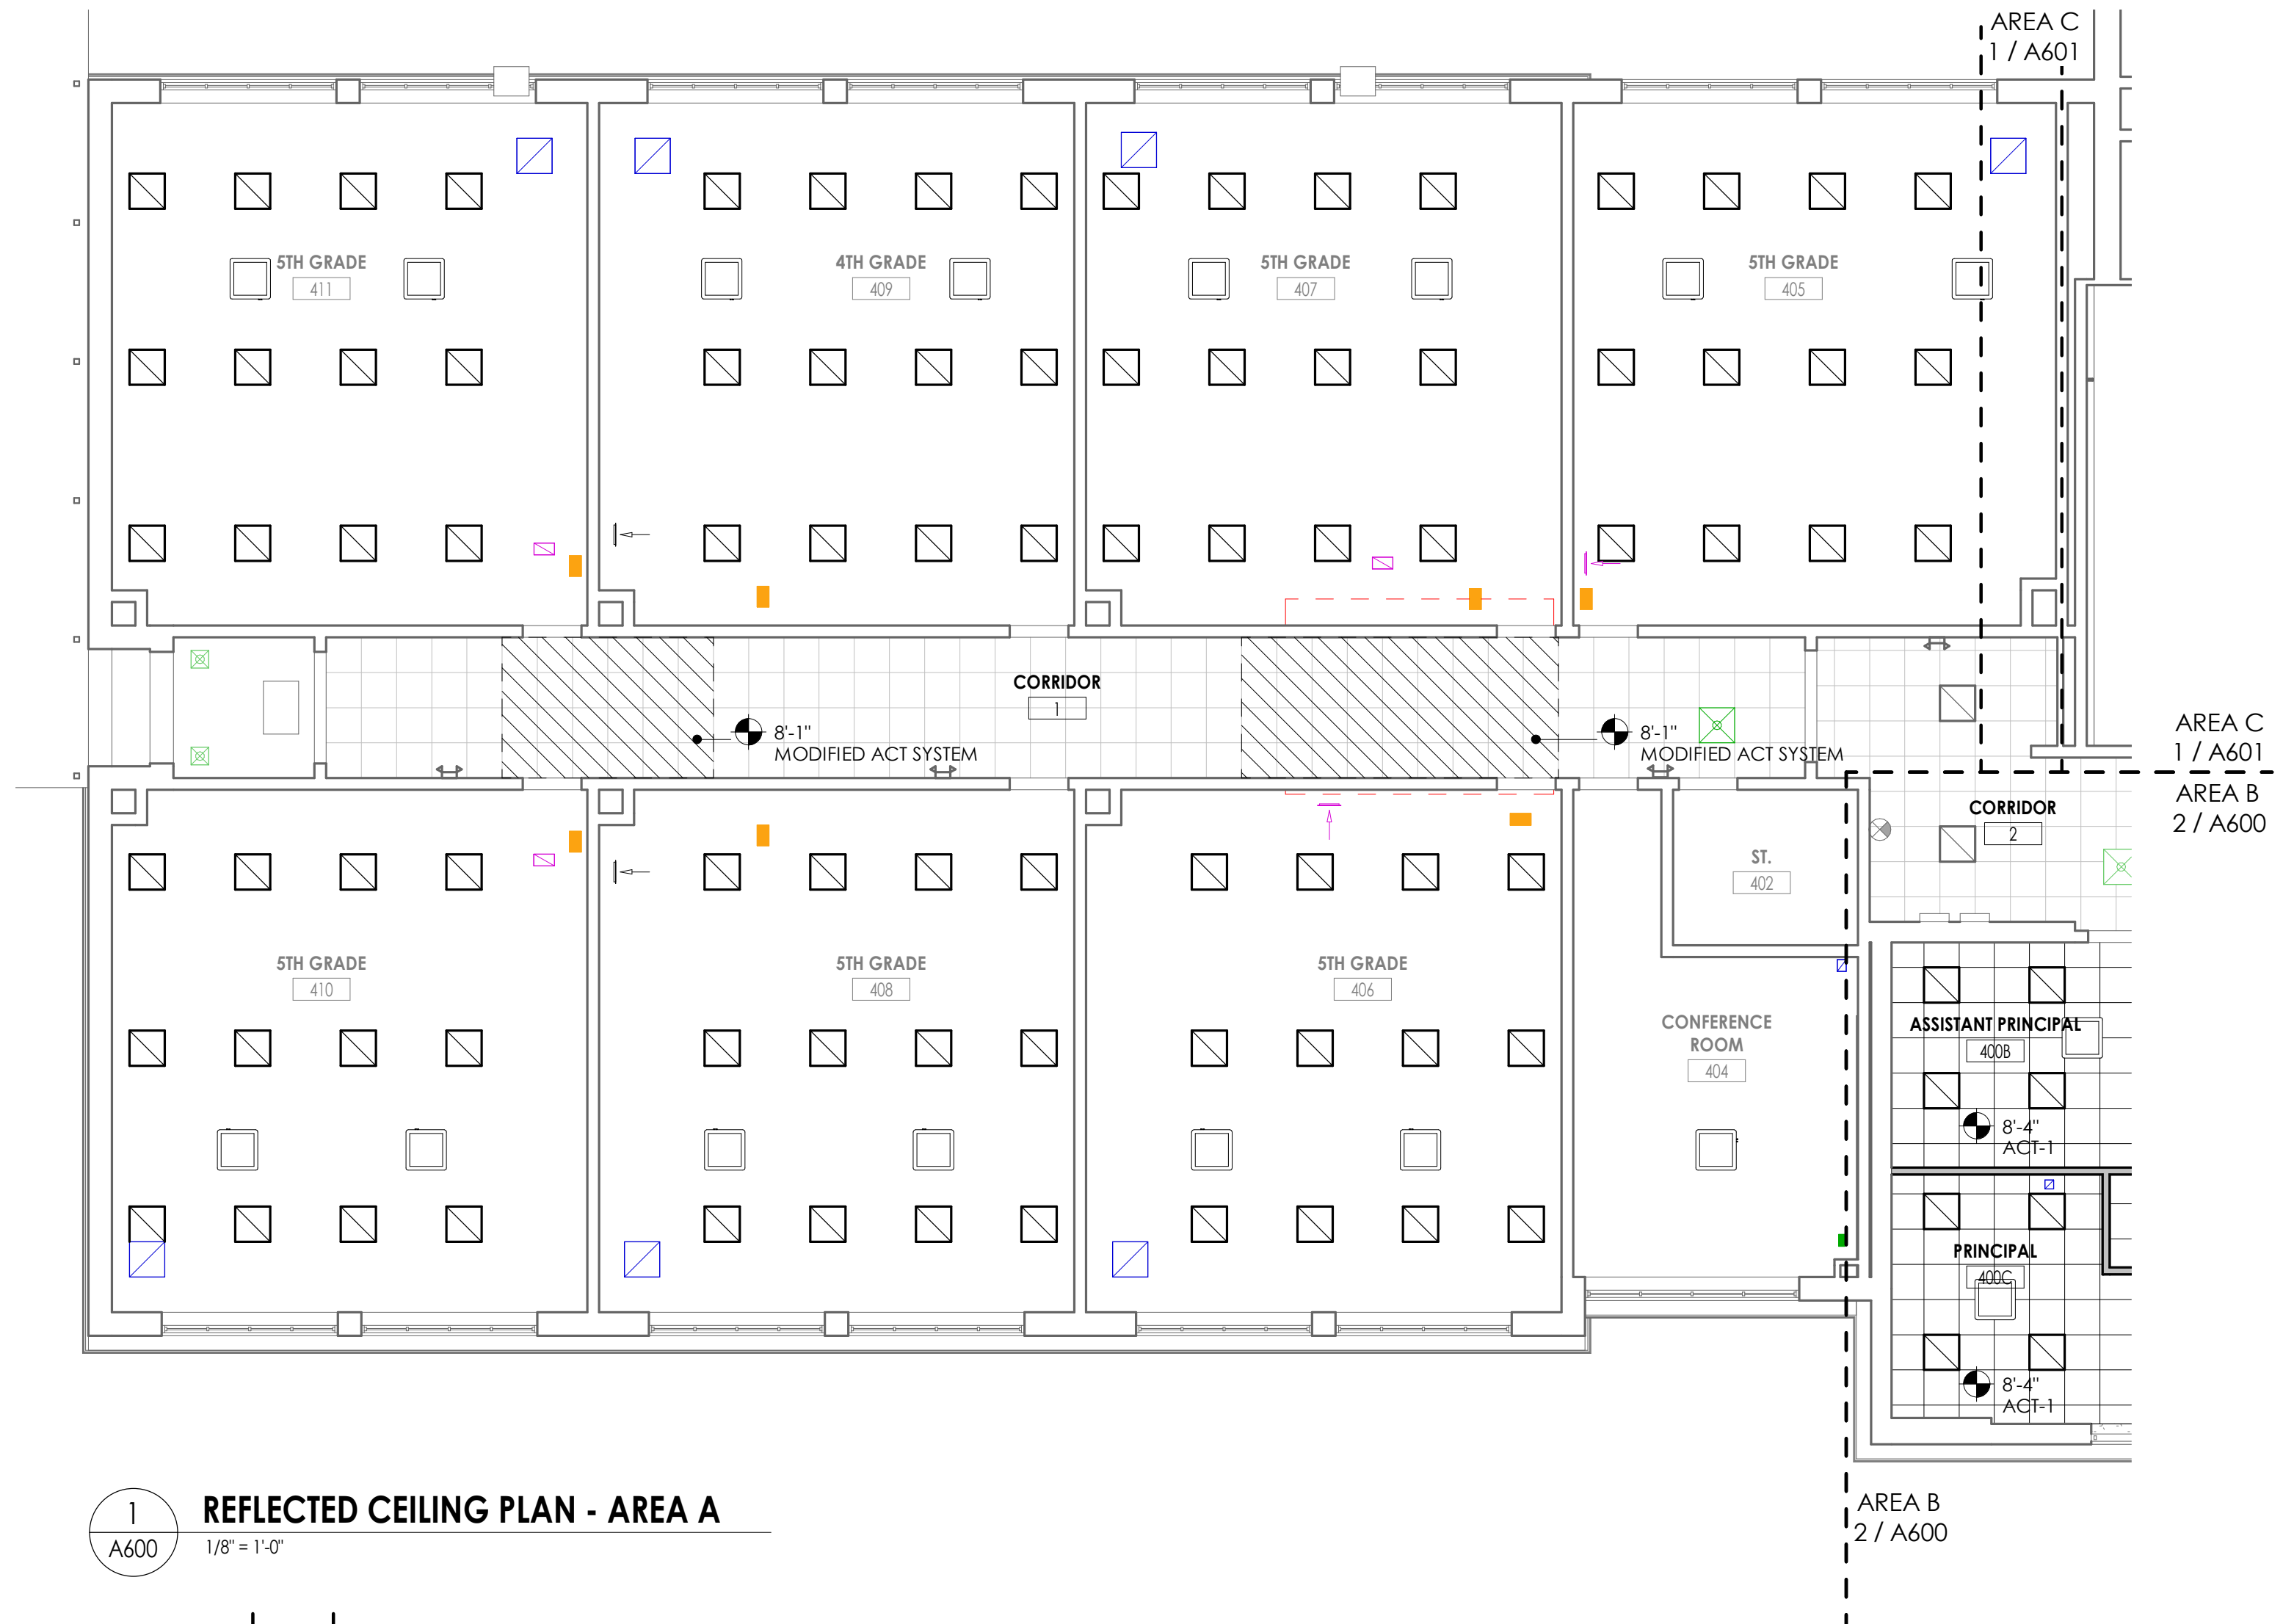 AREA C
1 / A601
5TH GRADE
411
4TH GRADE
409
5TH GRADE
407
5TH GRADE
405
CORRIDOR
1
8'-1"
MODIFIED ACT SYSTEM
8'-1"
MODIFIED ACT SYSTEM
AREA C
1 / A601
AREA B
2 / A600
CORRIDOR
2
ST.
402
5TH GRADE
410
5TH GRADE
408
5TH GRADE
406
CONFERENCE
ROOM
404
ASSISTANT PRINCIPAL
400B
8'-4"
ACT-1
PRINCIPAL
400C
8'-4"
ACT-1
1
A600
REFLECTED CEILING PLAN - AREA A
1/8" = 1'-0"
AREA B
2 / A600